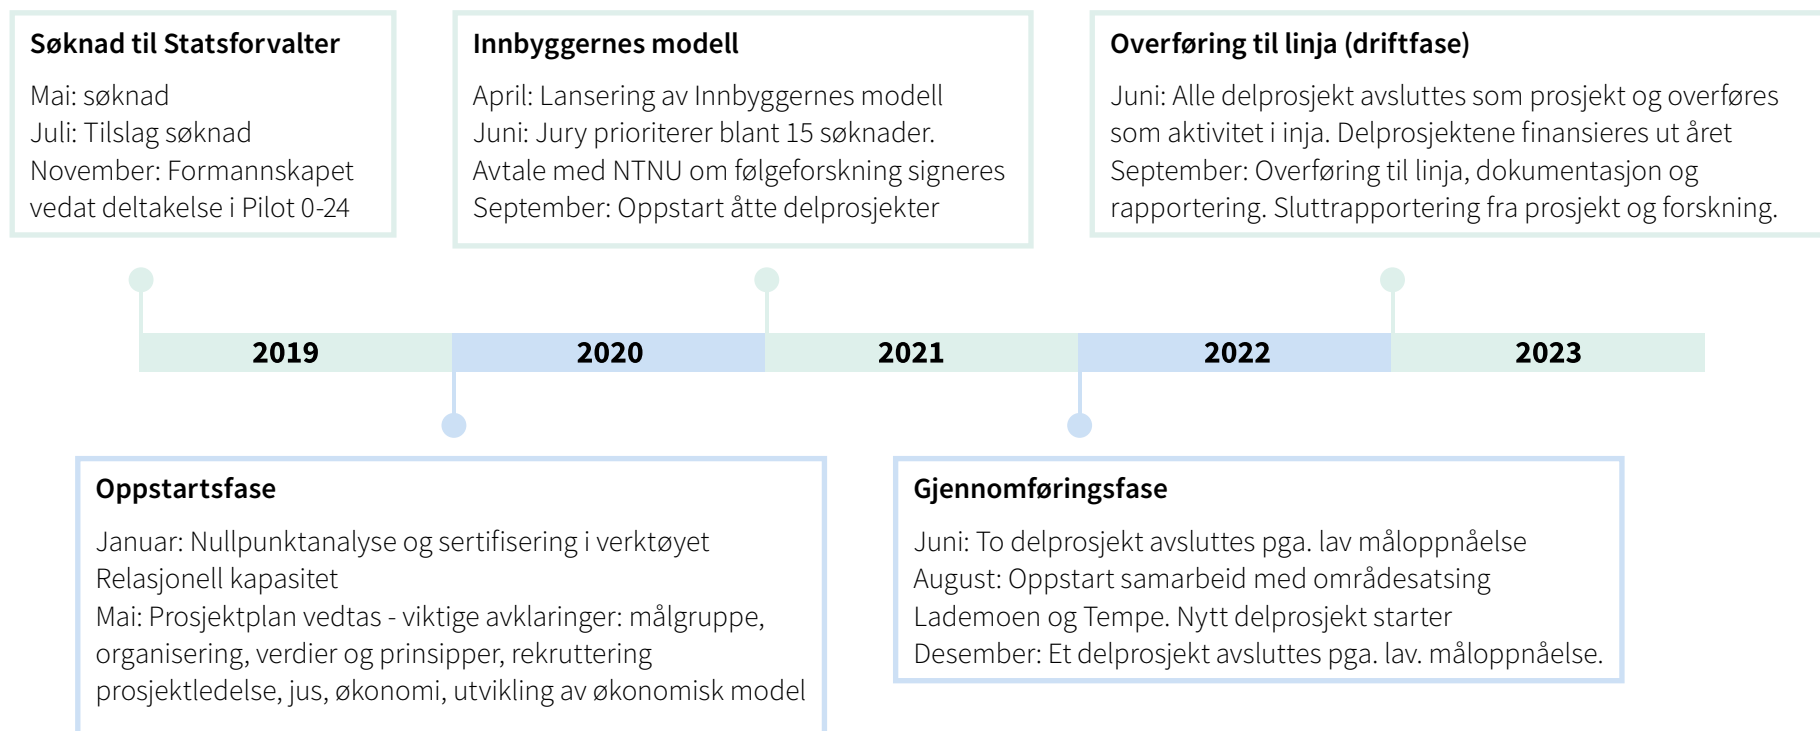 Søknad til Statsforvalter
Mai: søknad
Juli: Tilslag søknad
November: Formannskapet
vedat deltakelse i Pilot 0-24
Innbyggernes modell
April: Lansering av Innbyggernes modell
Juni: Jury prioriterer blant 15 søknader.
Avtale med NTNU om følgeforskning signeres
September: Oppstart åtte delprosjekter
Overføring til linja (driftfase)
Juni: Alle delprosjekt avsluttes som prosjekt og overføres
som aktivitet i inja. Delprosjektene finansieres ut året
September: Overføring til linja, dokumentasjon og
rapportering. Sluttrapportering fra prosjekt og forskning.
2019
2020
2021
2022
2023
Oppstartsfase
Januar: Nullpunktanalyse og sertifisering i verktøyet
Relasjonell kapasitet
Mai: Prosjektplan vedtas - viktige avklaringer: målgruppe,
organisering, verdier og prinsipper, rekruttering
prosjektledelse, jus, økonomi, utvikling av økonomisk model
Gjennomføringsfase
Juni: To delprosjekt avsluttes pga. lav måloppnåelse
August: Oppstart samarbeid med områdesatsing
Lademoen og Tempe. Nytt delprosjekt starter
Desember: Et delprosjekt avsluttes pga. lav. måloppnåelse.